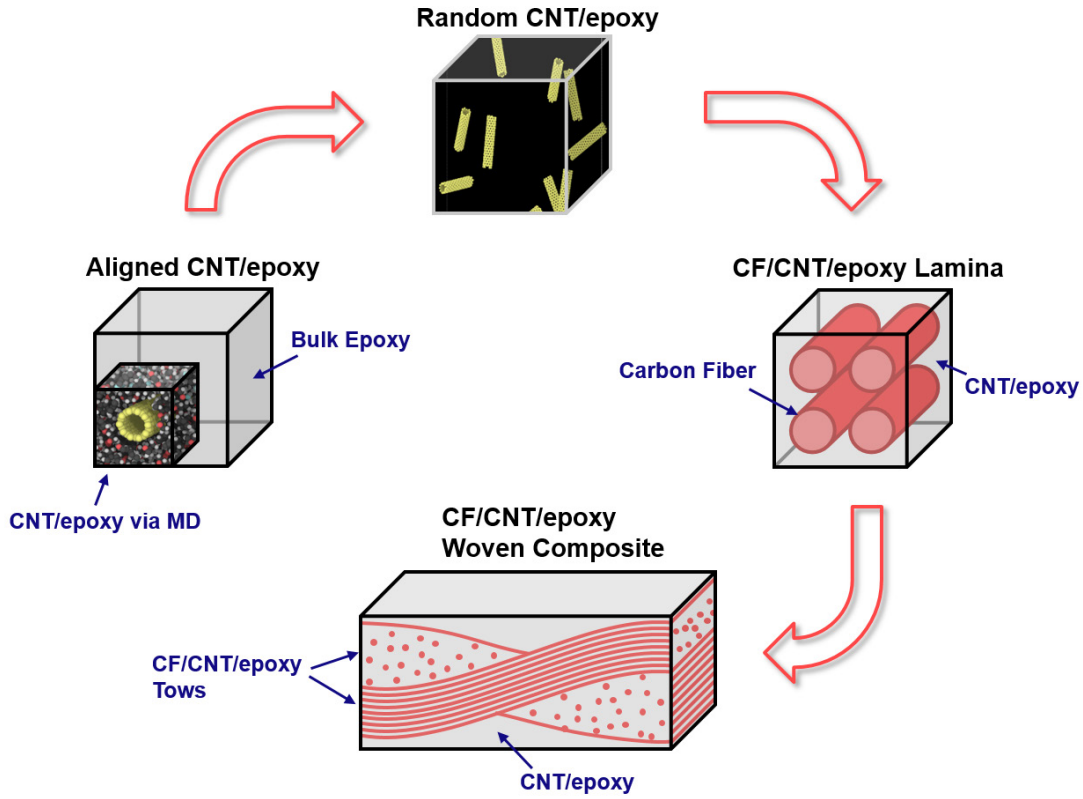 Random CNT/epoxy
Aligned CNT/epoxy
Bulk Epoxy
CNT/epoxy via MD
CF/CNT/epoxy Lamina
Carbon Fiber
CNT/epoxy
CF/CNT/epoxy
Woven Composite
CF/CNT/epoxy
Tows
CNT/epoxy